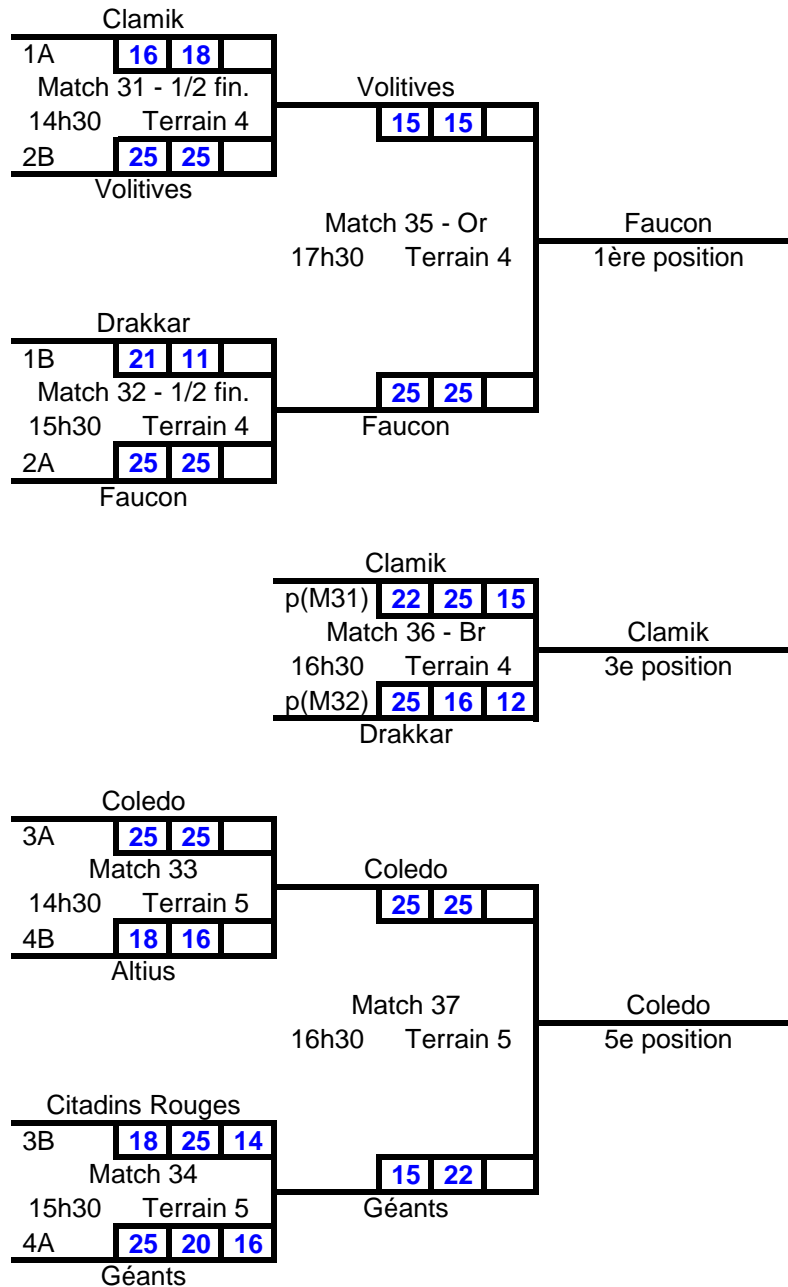 Clamik
1A 16 18
Match 31 - 1/2 fin.
14h30 Terrain 4
2B 25 25
Volitives
Volitives
15 15
Match 35 - Or
17h30 Terrain 4
Faucon
1ère position
Drakkar
1B 21 11
Match 32 - 1/2 fin.
15h30 Terrain 4
2A 25 25
Faucon
25 25
Faucon
Clamik
p(M31) 22 25 15
Match 36 - Br
16h30 Terrain 4
p(M32) 25 16 12
Drakkar
Clamik
3e position
Coledo
3A 25 25
Match 33
14h30 Terrain 5
4B 18 16
Altius
Coledo
25 25
Match 37
16h30 Terrain 5
Coledo
5e position
Citadins Rouges
3B 18 25 14
Match 34
15h30 Terrain 5
4A 25 20 16
Géants
15 22
Géants